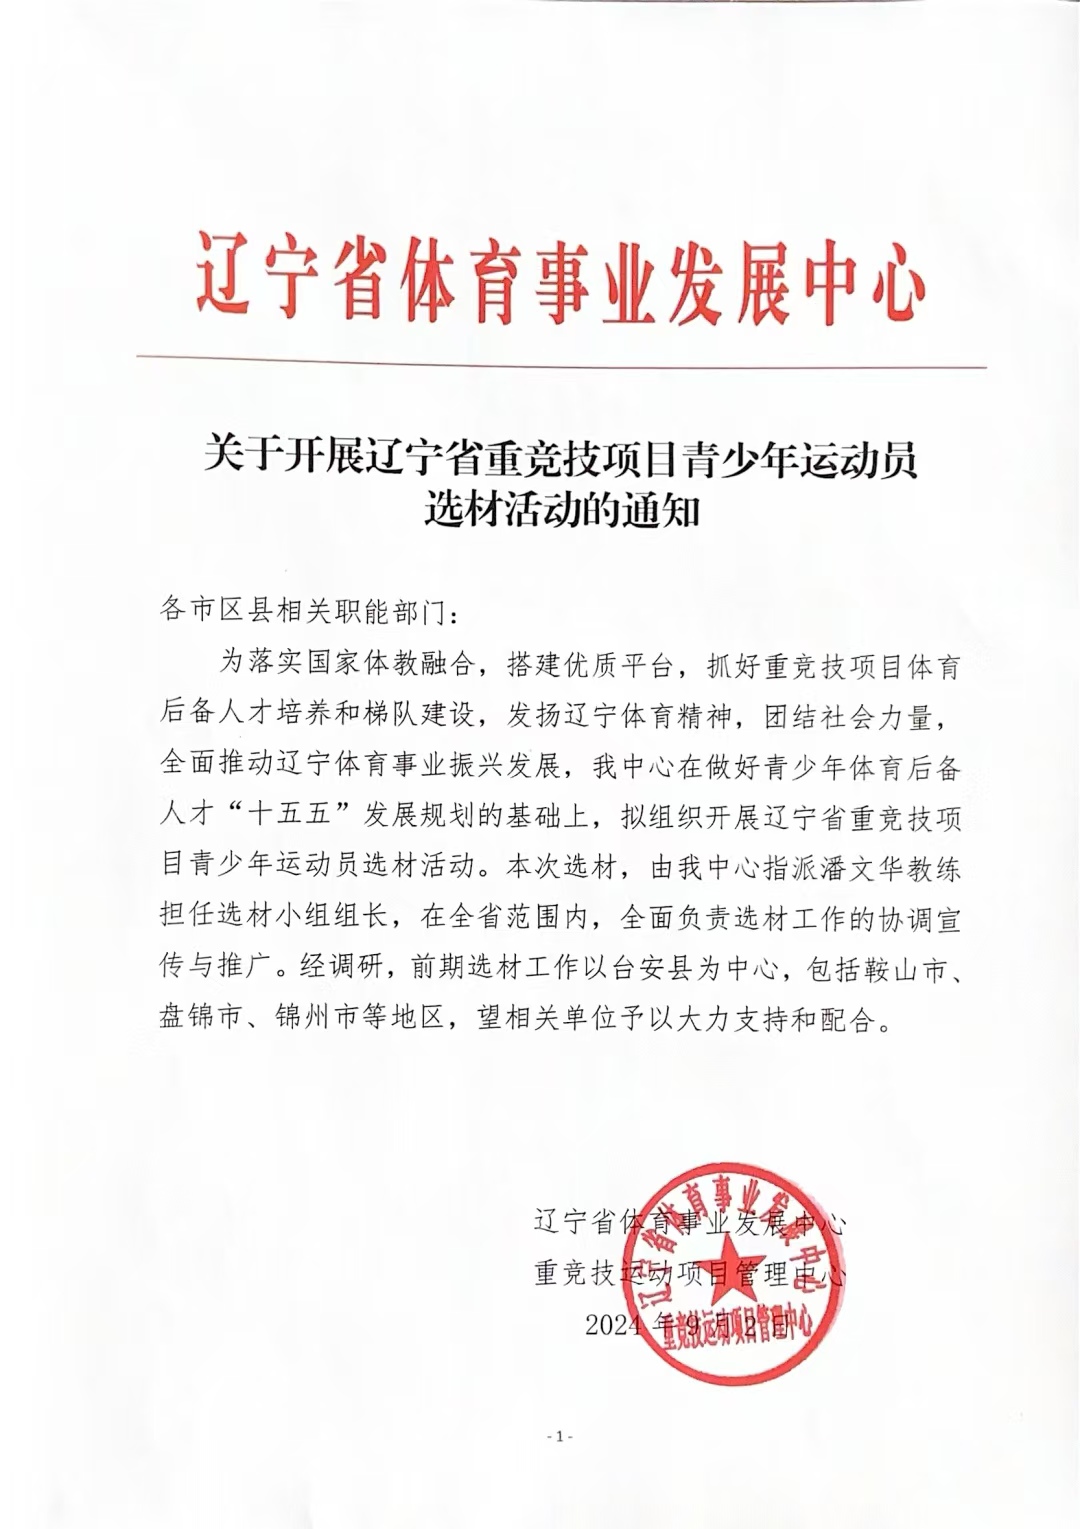 辽宁省体育事业发展中心
关于开展辽宁省重竞技项目青少年运动员
选材活动的通知
各市区县相关职能部门：
为落实国家体教融合，搭建优质平台，抓好重竞技项目体育
后备人才培养和梯队建设，发扬辽宁体育精神，团结社会力量，
全面推动辽宁体育事业振兴发展，我中心在做好青少年体育后备
人才“十五五”发展规划的基础上，拟组织开展辽宁省重竞技项
目青少年运动员选材活动。本次选材，由我中心指派潘文华教练
担任选材小组组长，在全省范围内，全面负责选材工作的协调宣
传与推广。经调研，前期选材工作以台安县为中心，包括鞍山市、
盘锦市、锦州市等地区，望相关单位予以大力支持和配合。
辽宁省体育事业发展中心
重竞技运动项目管理中心
2024年9月2日
辽宁省体育事业发展中心
重竞技运动项目管理中心
-1-